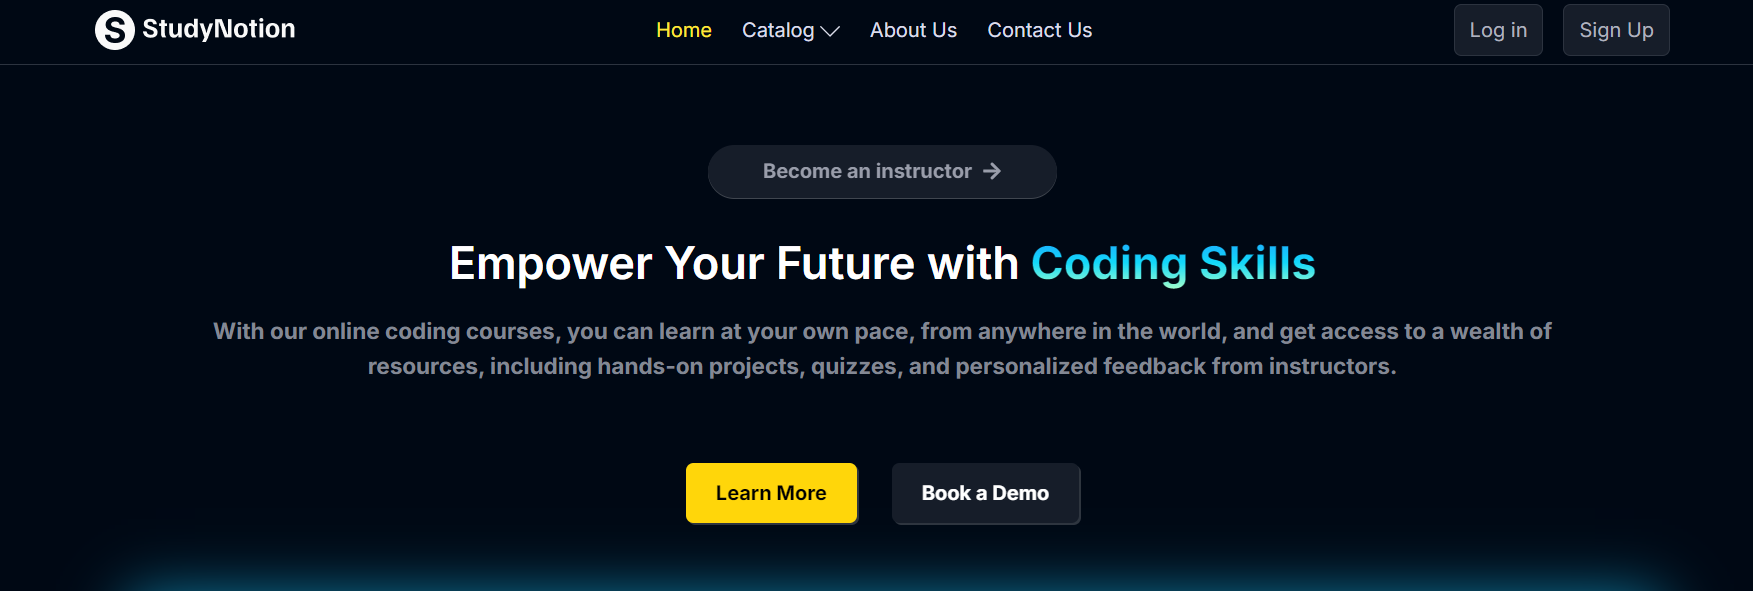 StudyNotion
Home
Catalog
About Us
Contact Us
Log in
Sign Up
Become an instructor →
Empower Your Future with Coding Skills
With our online coding courses, you can learn at your own pace, from anywhere in the world, and get access to a wealth of
resources, including hands-on projects, quizzes, and personalized feedback from instructors.
Learn More
Book a Demo